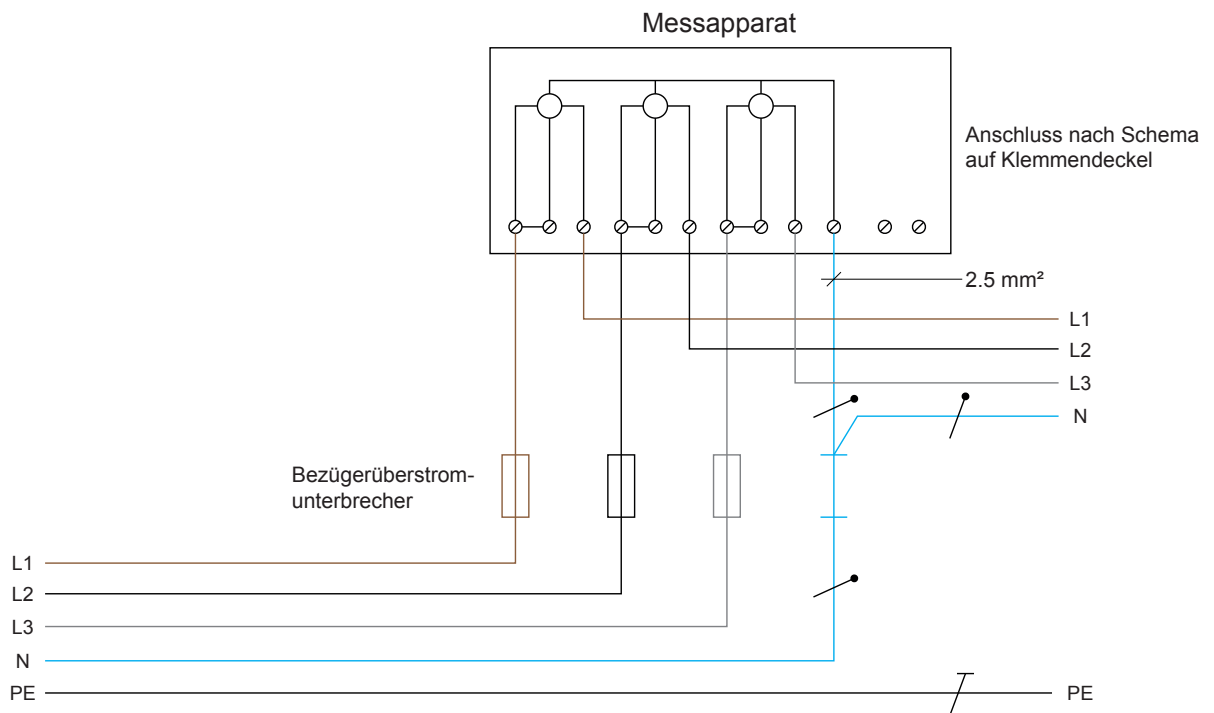 Messapparat
Anschluss nach Schema
auf Klemmendeckel
2.5 mm²
L1
L2
L3
N
Bezügerüberstrom-
unterbrecher
L1
L2
L3
N
PE
PE